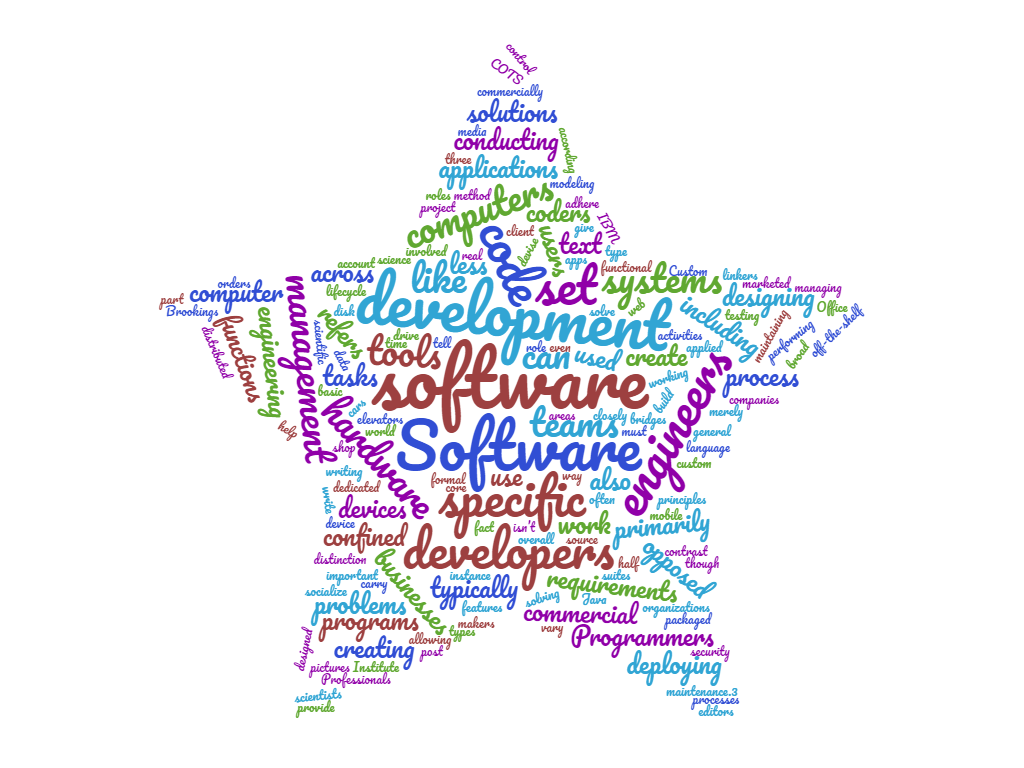 control
COTS
commercially
solutions
media
conducting
according
three
applications
modeling
roles
method
project
computers
adhere
coders
IBM
client
give
users
code
devise
text
type
involved
real
less
apps
functional
account
science
across
like
set
systems
Custom
linkers
marketed
managing
orders
computer
part
Brookings
lifecycle
development
designing
Office
web
including
solve
disk
refers
management
engineering
functions
distributed
scientific
data
drive
time
tell
role
even
activities
testing
maintaining
performing
off-the-shelf
broad
applied
tools
can
used
create
tasks
basic
software
working
engineers
process
cars
build
companies
hardware
elevators
areas
closely
bridges
merely
help
world
Software
teams
must
general
shop
language
custom
writing
dedicated
formal
core
use
way
also
write
devices
specific
often
principles
device
fact
isn't
work
mobile
primarily
confined
overall
source
distinction
developers
half
opposed
contrast
though
important
carry
businesses
instance
suites
socialize
typically
requirements
problems
features
solving
Java
organizations
programs
makers
commercial
packaged
types
vary
Programmers
allowing
designed
creating
post
security
pictures
Institute
deploying
Professionals
scientists
maintenance.3
processes
provide
editors